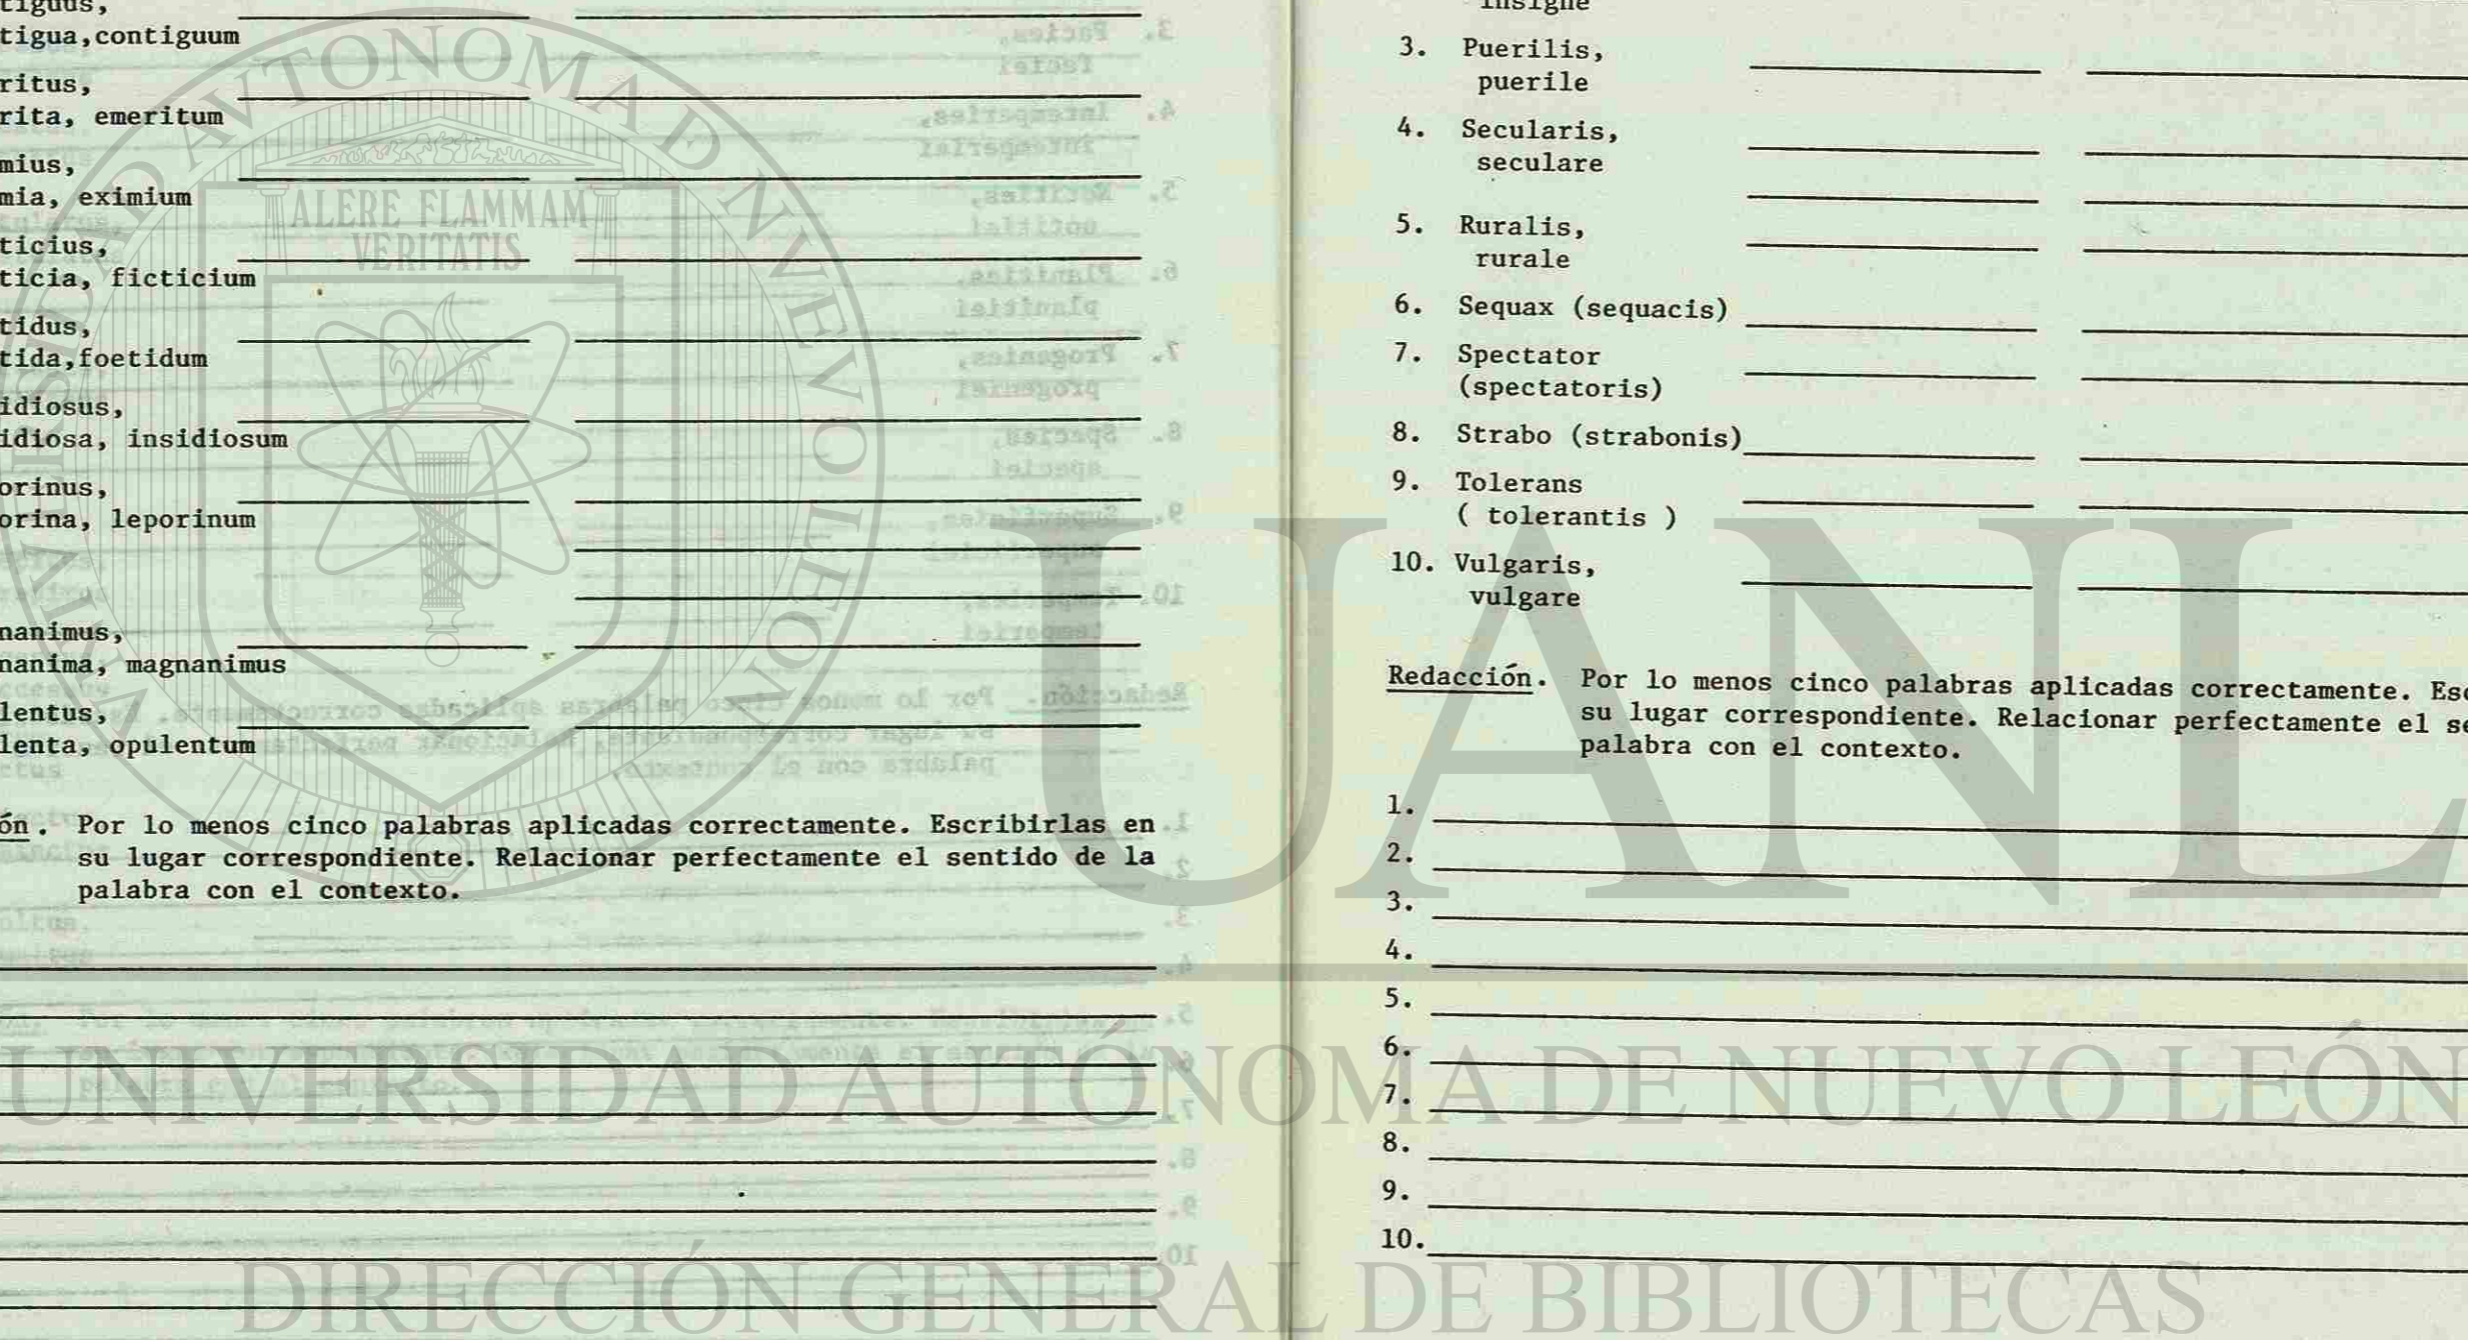 tiguus,
tigua,contiguum
ritus,
rita, emeritum
mius,
mia, eximium
ticius,
ticia, ficticium
tidus,
tida,foetidum
idiosus,
idiosa, insidiosum
orinus,
orina, leporinum
nanimus,
nanima, magnanimus
lentus,
lenta, opulentum
ón. Por lo menos cinco palabras aplicadas correctamente. Escribirlas en
su lugar correspondiente. Relacionar perfectamente el sentido de la
palabra con el contexto.
insigne
3. Puerilis,
puerile
4. Secularis,
seculare
5. Ruralis,
rurale
6. Sequax (sequacis)
7. Spectator
(spectatoris)
8. Strabo (strabonis)
9. Tolerans
( tolerantis )
10. Vulgaris,
vulgare
Redacción. Por lo menos cinco palabras aplicadas correctamente. Esc
su lugar correspondiente. Relacionar perfectamente el se
palabra con el contexto.
1.
2.
3.
4.
5.
6.
7.
8.
9.
10.
ALERE FLAMMAM
VERITATIS
UANL
UNIVERSIDAD AUTÓNOMA DE NUEVO LEÓN
DIRECCIÓN GENERAL DE BIBLIOTECAS